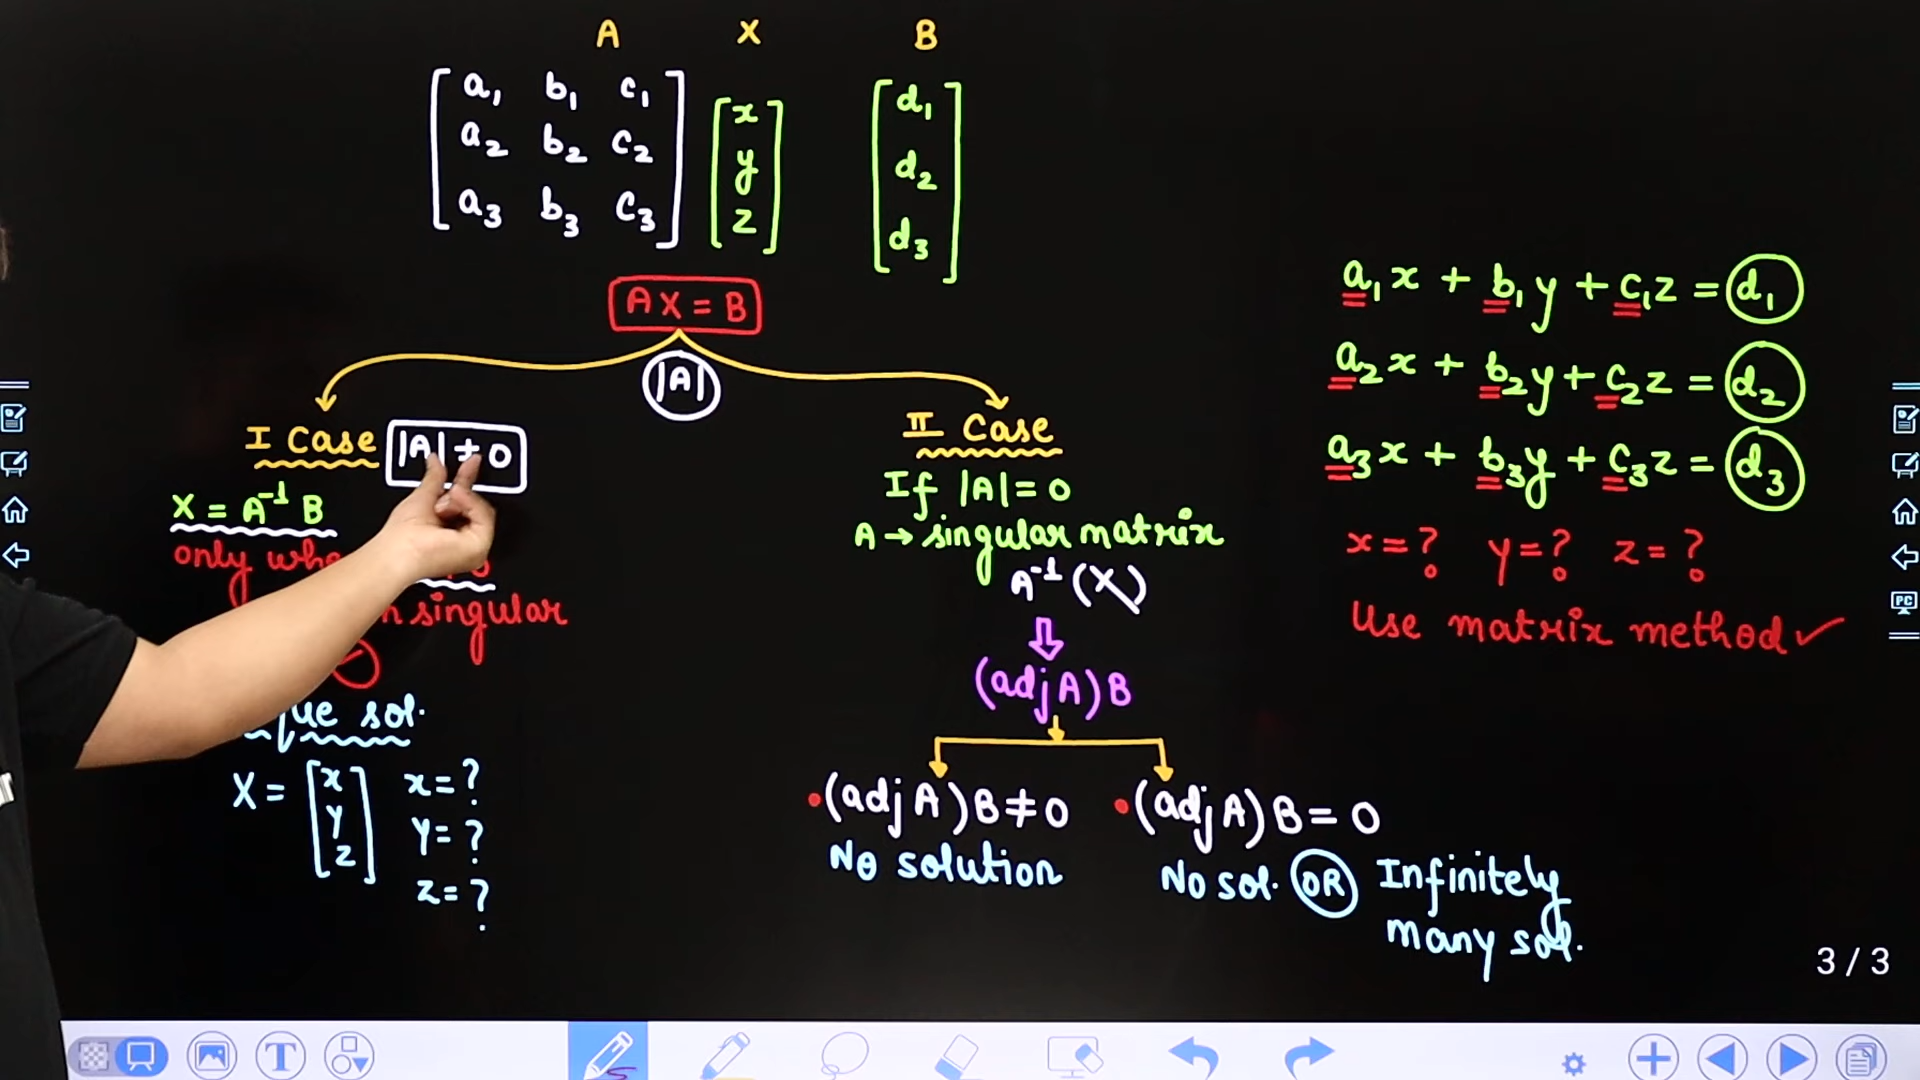 A X B
a₁ b₁ c₁
a₂ b₂ c₂
a₃ b₃ c₃
x
y
z
d₁
d₂
d₃
AX = B
|A|
I Case |A| ≠ 0
X = A⁻¹ B
only
singular
sol.
X = [x y z]
x = ?
y = ?
z = ?
II Case
If |A| = 0
A → singular matrix
A⁻¹ (X)
(adj A) B
•(adj A) B ≠ 0
No solution
•(adj A) B = 0
No sol. OR Infinitely
many sol.
a₁x + b₁y + c₁z = d₁
a₂x + b₂y + c₂z = d₂
a₃x + b₃y + c₃z = d₃
x = ? y = ? z = ?
Use matrix method ✓
3 / 3
T
PC